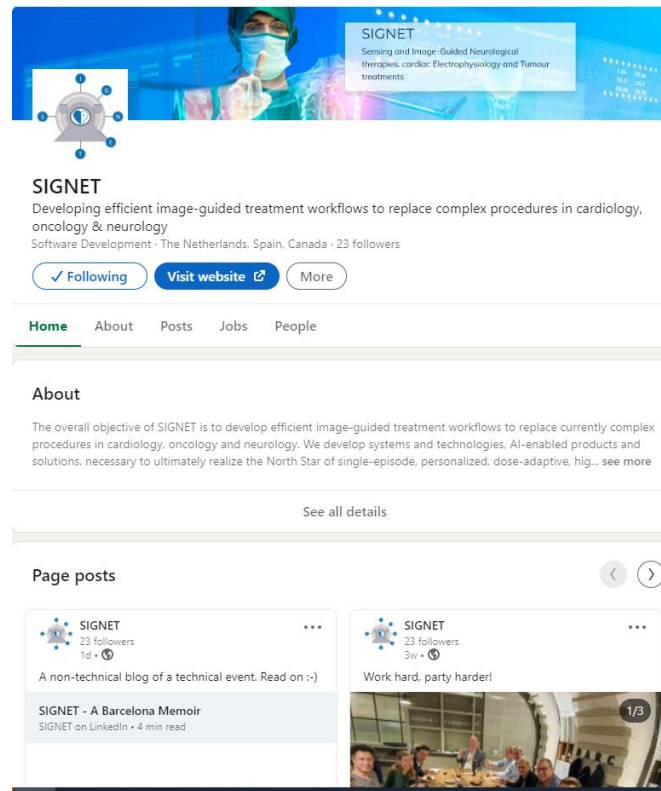 SIGNET
Sensing and Image-Guided Neurological
therapies, cardiac Electrophysiology and Tumour
treatments
SIGNET
Developing efficient image-guided treatment workflows to replace complex procedures in cardiology,
oncology & neurology
Software Development · The Netherlands, Spain, Canada · 23 followers
Following
Visit website
More
Home About Posts Jobs People
About
The overall objective of SIGNET is to develop efficient image-guided treatment workflows to replace currently complex
procedures in cardiology, oncology and neurology. We develop systems and technologies, AI-enabled products and
solutions, necessary to ultimately realize the North Star of single-episode, personalized, dose-adaptive, hig... see more
See all details
Page posts
SIGNET
23 followers
1d •
A non-technical blog of a technical event. Read on :-)
SIGNET - A Barcelona Memoir
SIGNET on LinkedIn • 4 min read
SIGNET
23 followers
3w •
Work hard, party harder!
1/3